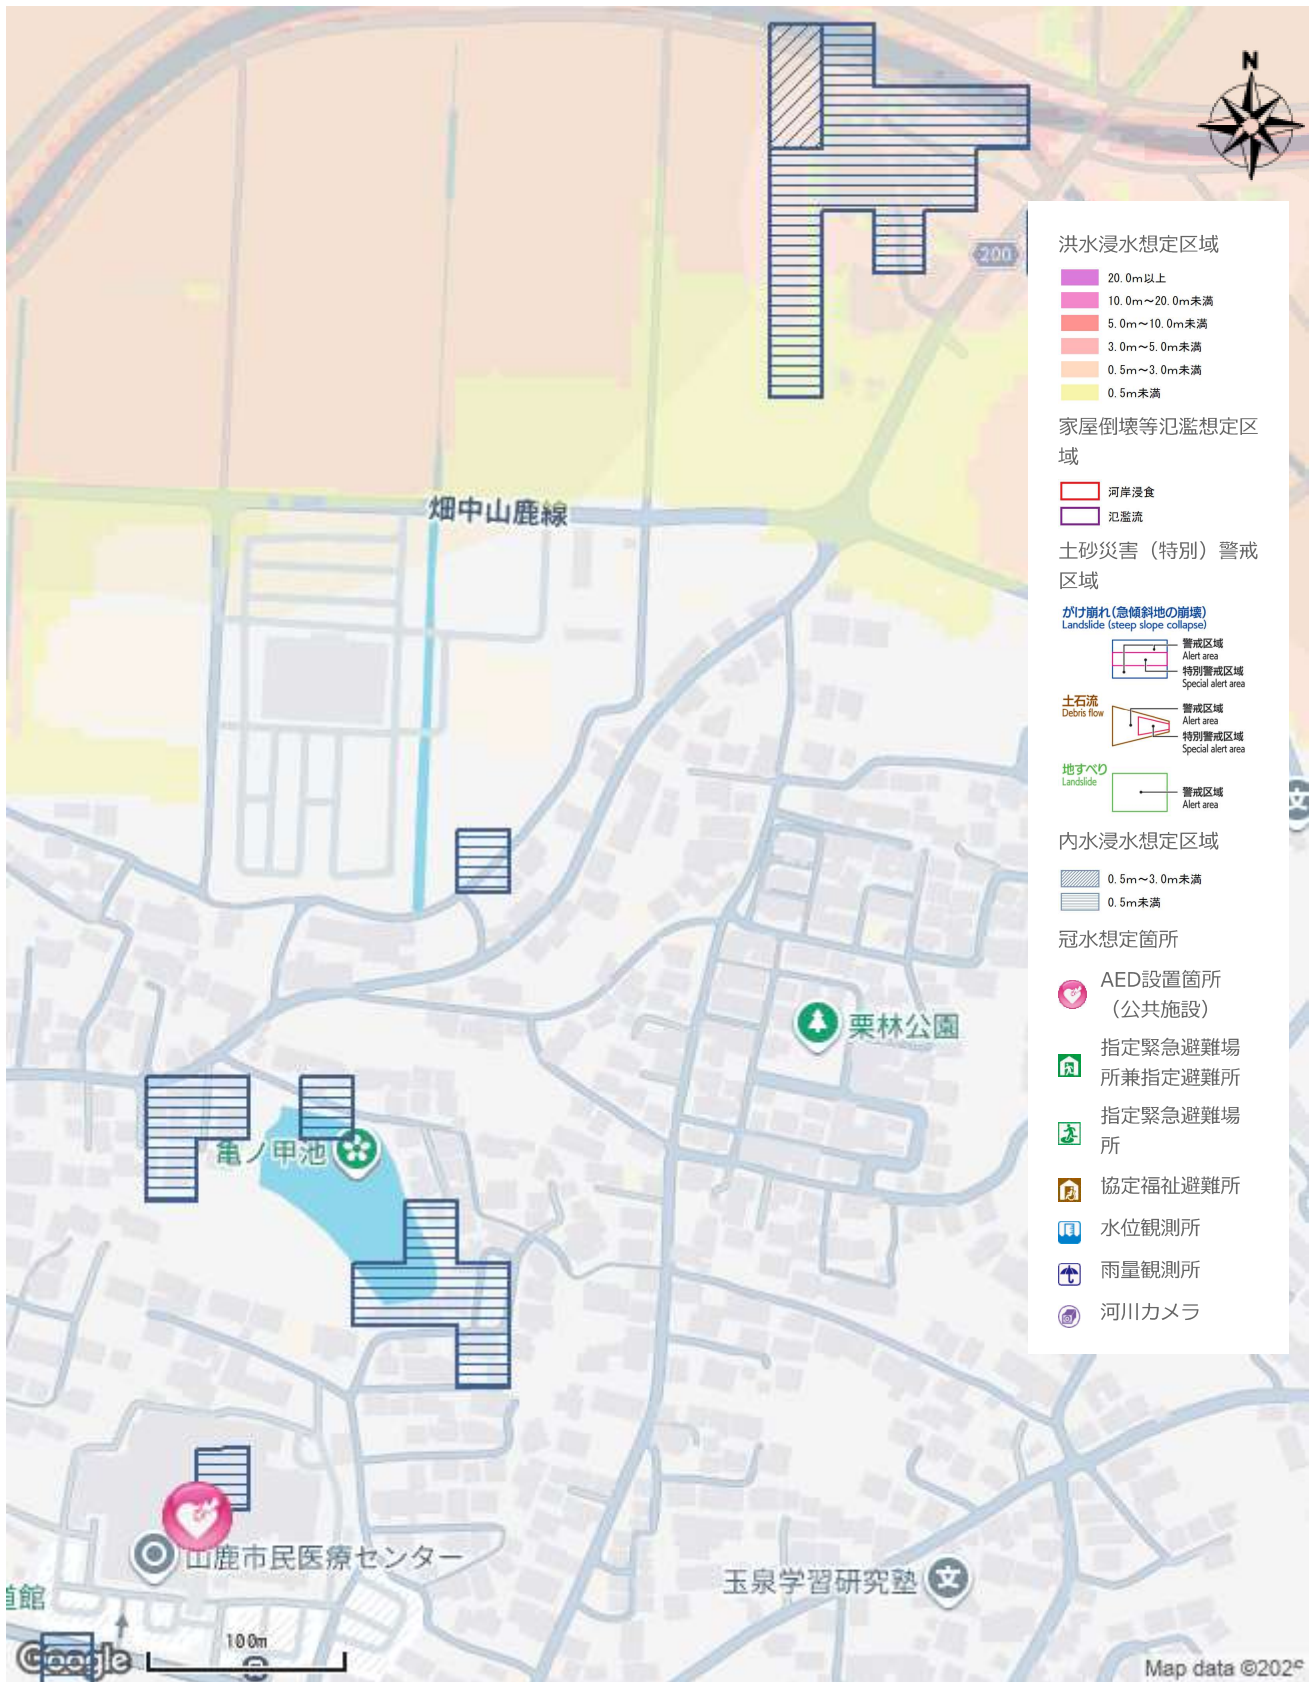 N
200
畑中山鹿線
栗林公園
亀ノ甲池
山鹿市民医療センター
玉泉学習研究塾
文
文
道館
Google
100m
Map data ©2026
洪水浸水想定区域
20.0m以上
10.0m～20.0m未満
5.0m～10.0m未満
3.0m～5.0m未満
0.5m～3.0m未満
0.5m未満
家屋倒壊等氾濫想定区
域
河岸浸食
氾濫流
土砂災害（特別）警戒
区域
がけ崩れ（急傾斜地の崩壊）
Landslide (steep slope collapse)
警戒区域
Alert area
特別警戒区域
Special alert area
土石流
Debris flow
警戒区域
Alert area
特別警戒区域
Special alert area
地すべり
Landslide
警戒区域
Alert area
内水浸水想定区域
0.5m～3.0m未満
0.5m未満
冠水想定箇所
AED設置箇所
（公共施設）
指定緊急避難場
所兼指定避難所
指定緊急避難場
所
協定福祉避難所
水位観測所
雨量観測所
河川カメラ